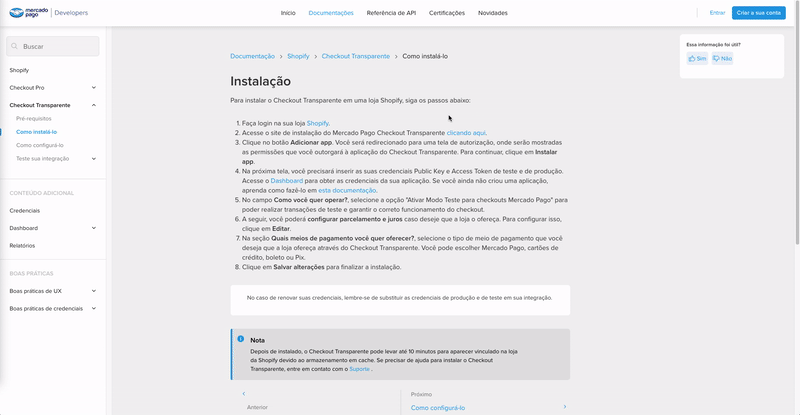 mercado pago | Developers
Início
Documentações
Referência de API
Certificações
Novidades
Entrar
Criar a sua conta
Buscar
Shopify
Checkout Pro
Checkout Transparente
Pré-requisitos
Como instalá-lo
Como configurá-lo
Teste sua integração
CONTEÚDO ADICIONAL
Credenciais
Dashboard
Relatórios
BOAS PRÁTICAS
Boas práticas de UX
Boas práticas de credenciais
Documentação > Shopify > Checkout Transparente > Como instalá-lo
Instalação
Para instalar o Checkout Transparente em uma loja Shopify, siga os passos abaixo:
1. Faça login na sua loja Shopify.
2. Acesse o site de instalação do Mercado Pago Checkout Transparente clicando aqui.
3. Clique no botão Adicionar app. Você será redirecionado para uma tela de autorização, onde serão mostradas
as permissões que você outorgará à aplicação do Checkout Transparente. Para continuar, clique em Instalar
app.
4. Na próxima tela, você precisará inserir as suas credenciais Public Key e Access Token de teste e de produção.
Acesse o Dashboard para obter as credenciais da sua aplicação. Se você ainda não criou uma aplicação,
aprenda como fazê-lo em esta documentação.
5. No campo Como você quer operar?, selecione a opção "Ativar Modo Teste para checkouts Mercado Pago" para
poder realizar transações de teste e garantir o correto funcionamento do checkout.
6. A seguir, você poderá configurar parcelamento e juros caso deseje que a loja o ofereça. Para configurar isso,
clique em Editar.
7. Na seção Quais meios de pagamento você quer oferecer?, selecione o tipo de meio de pagamento que você
deseja que a loja ofereça através do Checkout Transparente. Você pode escolher Mercado Pago, cartões de
crédito, boleto ou Pix.
8. Clique em Salvar alterações para finalizar a instalação.
No caso de renovar suas credenciais, lembre-se de substituir as credenciais de produção e de teste em sua integração.
Nota
Depois de instalado, o Checkout Transparente pode levar até 10 minutos para aparecer vinculado na loja
da Shopify devido ao armazenamento em cache. Se precisar de ajuda para instalar o Checkout
Transparente, entre em contato com o Suporte .
Anterior
Próximo
Como configurá-lo
Esta informação foi útil?
Sim
Não